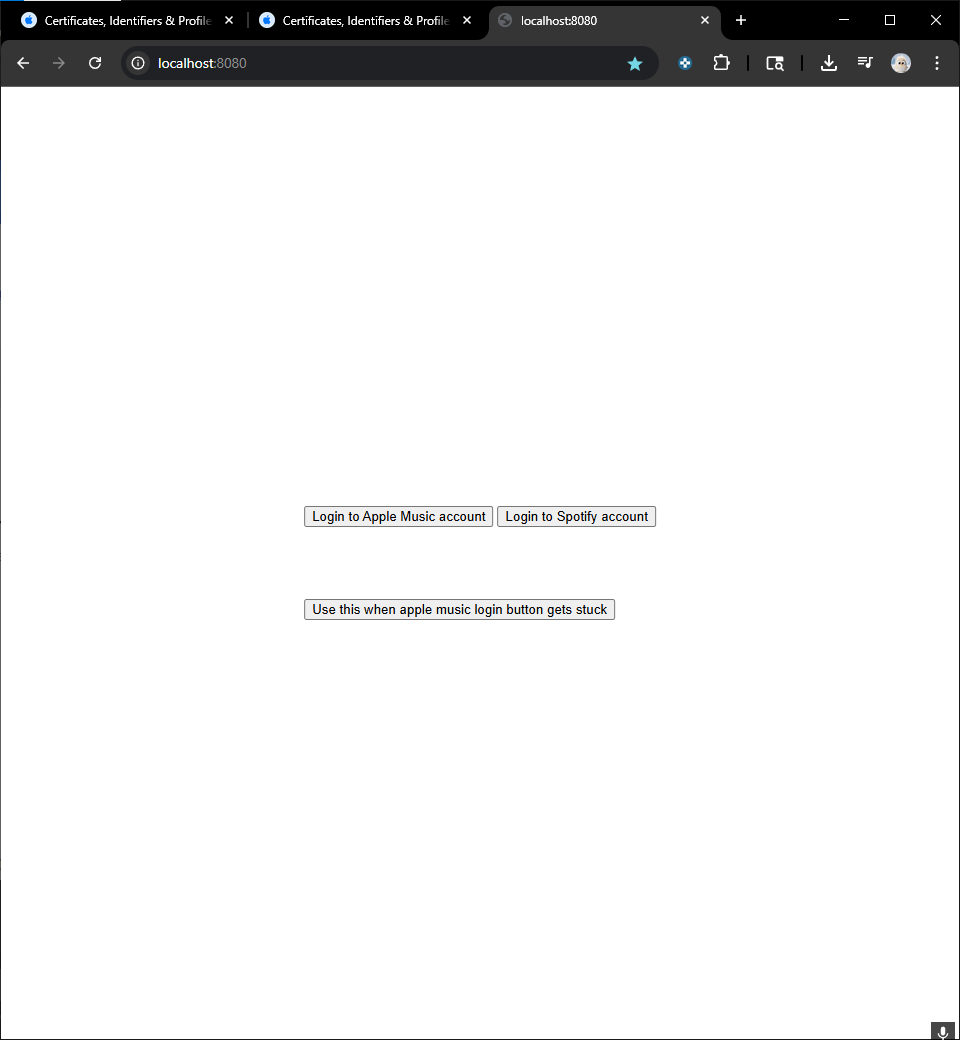 Certificates, Identifiers & Profile
Certificates, Identifiers & Profile
localhost:8080
localhost:8080
Login to Apple Music account
Login to Spotify account
Use this when apple music login button gets stuck